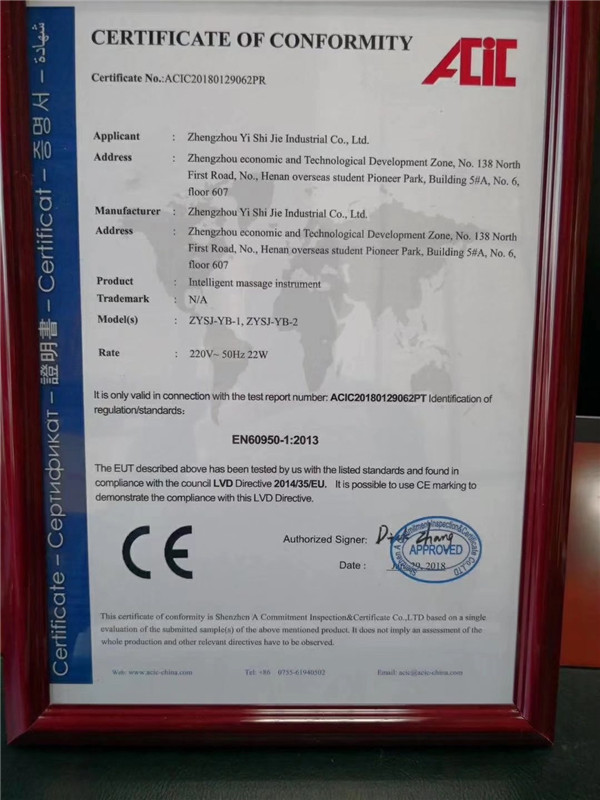 CERTIFICATE OF CONFORMITY
ACIC
Certificate No.:ACIC20180129062PR
Applicant : Zhengzhou Yi Shi Jie Industrial Co., Ltd.
Address : Zhengzhou economic and Technological Development Zone, No. 138 North
First Road, No., Henan overseas student Pioneer Park, Building 5#A, No. 6,
floor 607
Manufacturer : Zhengzhou Yi Shi Jie Industrial Co., Ltd.
Address : Zhengzhou economic and Technological Development Zone, No. 138 North
First Road, No., Henan overseas student Pioneer Park, Building 5#A, No. 6,
floor 607
Product : Intelligent massage instrument
Trademark : N/A
Model(s) : ZYSJ-YB-1, ZYSJ-YB-2
Rate : 220V~ 50Hz 22W
It is only valid in connection with the test report number: ACIC20180129062PT Identification of
regulation/standards:
EN60950-1:2013
The EUT described above has been tested by us with the listed standards and found in
compliance with the council LVD Directive 2014/35/EU. It is possible to use CE marking to
demonstrate the compliance with this LVD Directive.
CE
Authorized Signer: Dick Zhang
APPROVED
Date : 29, 2018
This certificate of conformity is Shenzhen A Commitment Inspection&Certificate Co.,LTD based on a single
evaluation of the submitted sample(s) of the above mentioned product. It does not imply an assessment of the
whole production and other relevant directives have to be observed.
Web: www.acic-china.com Tel: +86 0755-61940502 Email: acic@acic-china.com
Certificate – Сертификат – 證明書 – Certificat – 증명서 – شهادة